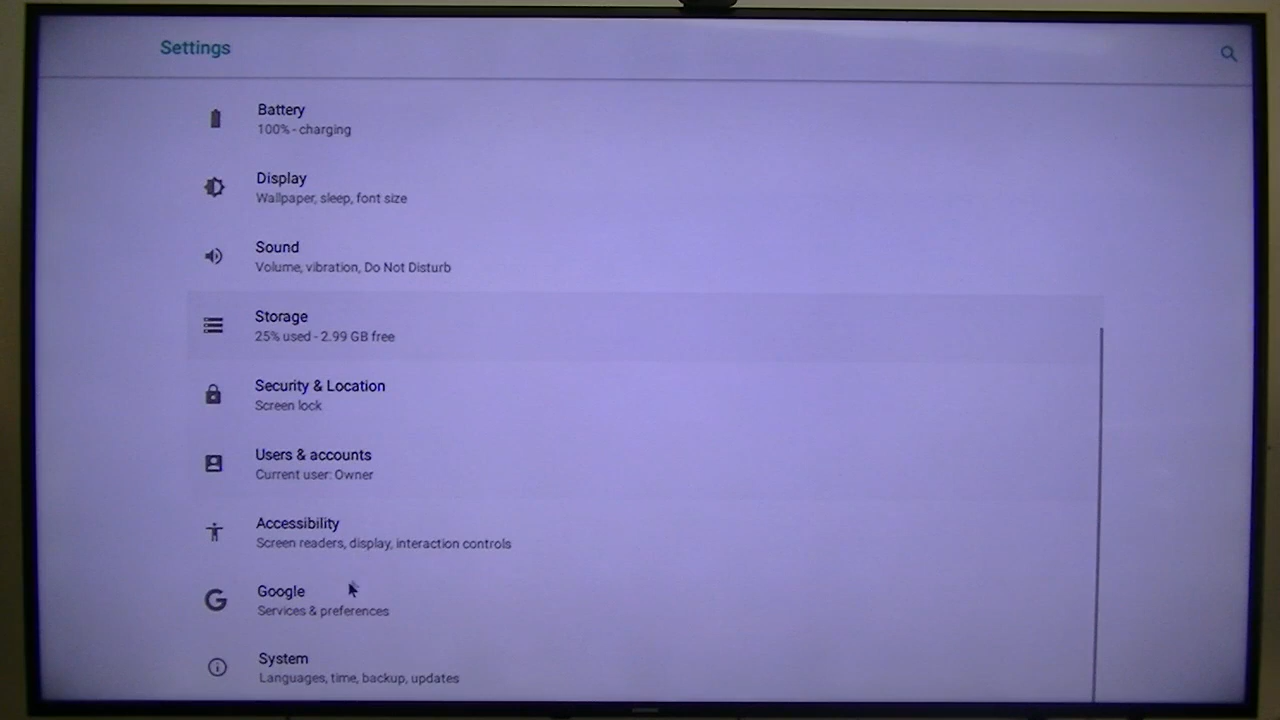 Settings
Battery
100% - charging
Display
Wallpaper, sleep, font size
Sound
Volume, vibration, Do Not Disturb
Storage
25% used - 2.99 GB free
Security & Location
Screen lock
Users & accounts
Current user: Owner
Accessibility
Screen readers, display, interaction controls
Google
Services & preferences
System
Languages, time, backup, updates